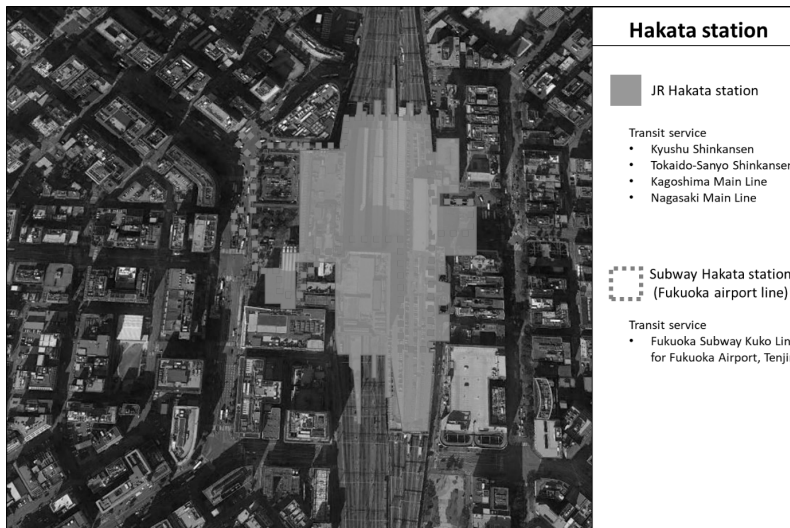 Hakata station
JR Hakata station
Transit service
• Kyushu Shinkansen
• Tokaido-Sanyo Shinkansen
• Kagoshima Main Line
• Nagasaki Main Line
Subway Hakata station
(Fukuoka airport line)
Transit service
• Fukuoka Subway Kuko Lin
for Fukuoka Airport, Tenji